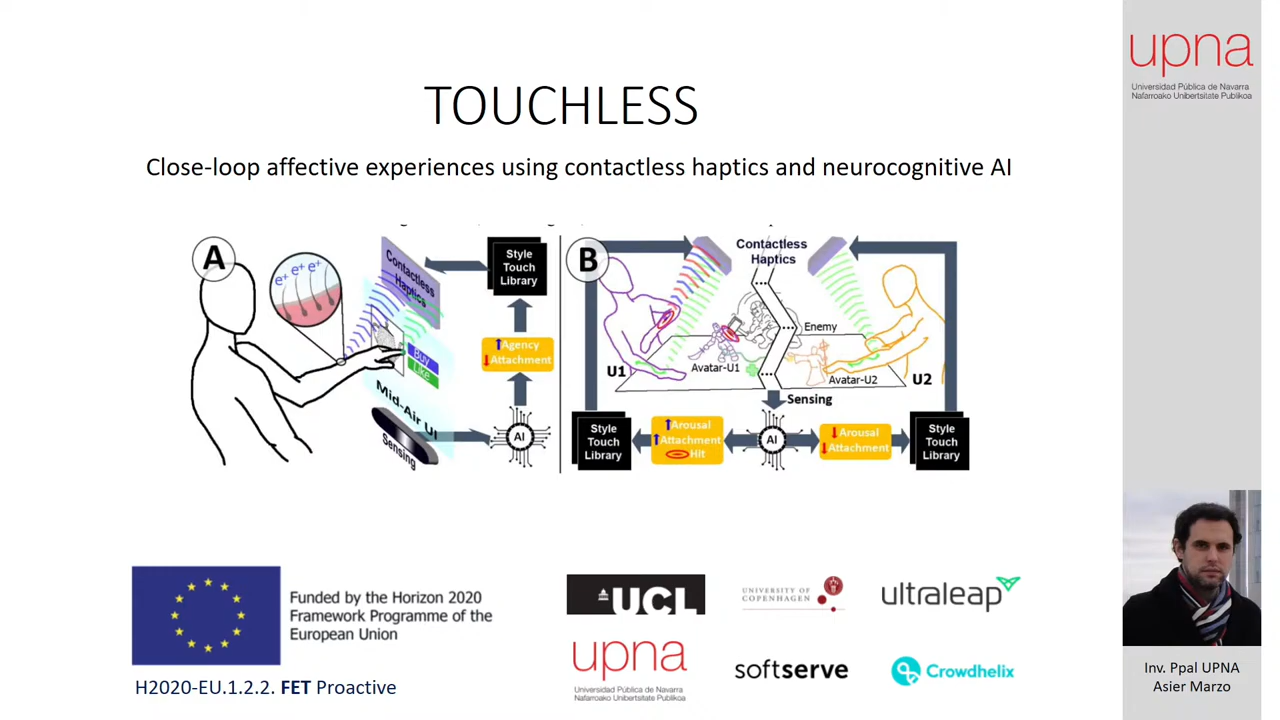 upna
Universidad Pública de Navarra
Nafarroako Unibertsitate Publikoa
TOUCHLESS
Close-loop affective experiences using contactless haptics and neurocognitive AI
A
e+ e+ e+
Contactless
Haptics
Style
Touch
Library
Agency
Attachment
Buy
Like
Mid-Air UI
Sensing
AI
B
Contactless
Haptics
Enemy
U1
Avatar-U1
Avatar-U2
U2
Sensing
Style
Touch
Library
Arousal
Attachment
Hit
AI
Arousal
Attachment
Style
Touch
Library
Funded by the Horizon 2020
Framework Programme of the
European Union
H2020-EU.1.2.2. FET Proactive
UCL
UNIVERSITY OF
COPENHAGEN
ultraleap
upna
Universidad Pública de Navarra
Nafarroako Unibertsitate Publikoa
softserve
Crowdhelix
Inv. Ppal UPNA
Asier Marzo